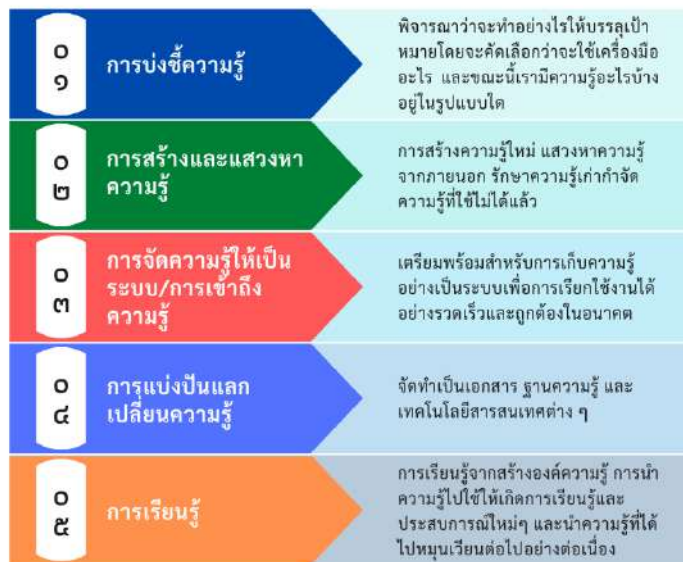 ๐
๑
การบ่งชี้ความรู้
พิจารณาว่าจะทำอย่างไรให้บรรลุเป้า
หมายโดยจะคัดเลือกว่าจะใช้เครื่องมือ
อะไร และขณะนี้เรามีความรู้อะไรบ้าง
อยู่ในรูปแบบใด
๐
๒
การสร้างและแสวงหา
ความรู้
การสร้างความรู้ใหม่ แสวงหาความรู้
จากภายนอก รักษาความรู้เก่ากำจัด
ความรู้ที่ใช้ไม่ได้แล้ว
๐
๓
การจัดความรู้ให้เป็น
ระบบ/การเข้าถึง
ความรู้
เตรียมพร้อมสำหรับการเก็บความรู้
อย่างเป็นระบบเพื่อการเรียกใช้งานได้
อย่างรวดเร็วและถูกต้องในอนาคต
๐
๔
การแบ่งปันแลก
เปลี่ยนความรู้
จัดทำเป็นเอกสาร ฐานความรู้ และ
เทคโนโลยีสารสนเทศต่าง ๆ
๐
๕
การเรียนรู้
การเรียนรู้จากสร้างองค์ความรู้ การนำ
ความรู้ไปใช้ให้เกิดการเรียนรู้และ
ประสบการณ์ใหม่ๆ และนำความรู้ที่ได้
ไปหมุนเวียนต่อไปอย่างต่อเนื่อง